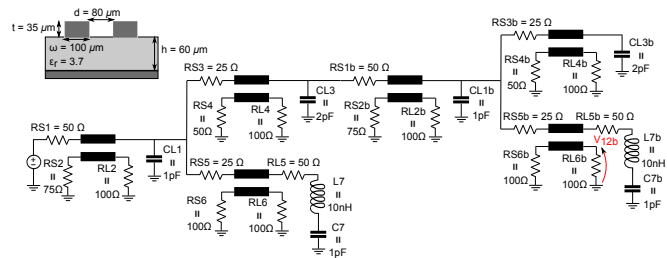 d = 80 μm
t = 35 μm
ω = 100 μm
εr = 3.7
h = 60 μm
RS1 = 50 Ω
RS2 = 75Ω
RL2 = 100Ω
CL1 = 1pF
RS3 = 25 Ω
RS4 = 50Ω
RL4 = 100Ω
CL3 = 2pF
RS5 = 25 Ω
RL5 = 50 Ω
RS6 = 100Ω
RL6 = 100Ω
L7 = 10nH
C7 = 1pF
RS1b = 50 Ω
RS2b = 75Ω
RL2b = 100Ω
CL1b = 1pF
RS3b = 25 Ω
RS4b = 50Ω
RL4b = 100Ω
CL3b = 2pF
RS5b = 25 Ω
RL5b = 50 Ω
V12b
RS6b = 100Ω
RL6b = 100Ω
L7b = 10nH
C7b = 1pF